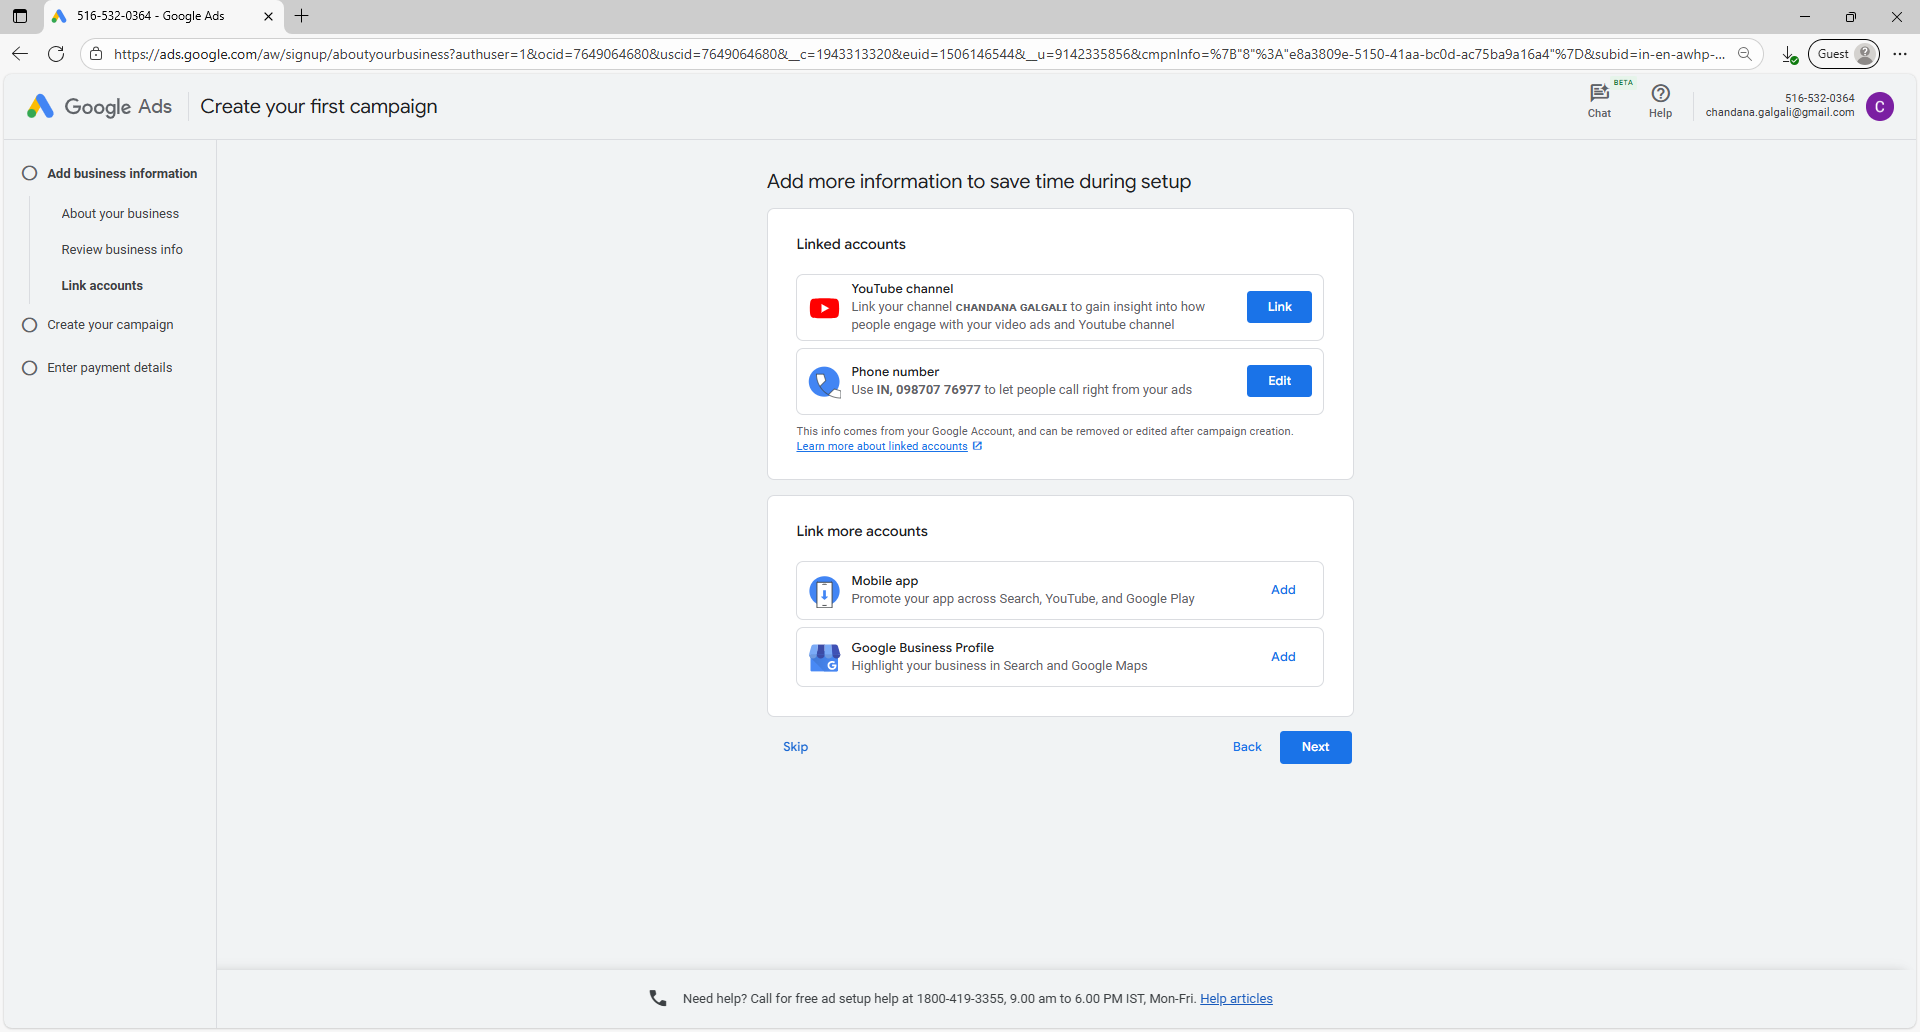 516-532-0364 - Google Ads
https://ads.google.com/aw/signup/aboutyourbusiness?authuser=1&ocid=7649064680&uscid=7649064680&__c=1943313320&euid=1506146544&__u=9142335856&cmpnInfo=%7B"8"%3A"e8a3809e-5150-41aa-bc0d-ac75ba9a16a4"%7D&subid=in-en-awhp-...
Guest
Google Ads
Create your first campaign
BETA
Chat
Help
516-532-0364
chandana.galgali@gmail.com
C
Add business information
About your business
Review business info
Link accounts
Create your campaign
Enter payment details
Add more information to save time during setup
Linked accounts
YouTube channel
Link your channel CHANDANA GALGALI to gain insight into how
people engage with your video ads and Youtube channel
Link
Phone number
Use IN, 098707 76977 to let people call right from your ads
Edit
This info comes from your Google Account, and can be removed or edited after campaign creation.
Learn more about linked accounts
Link more accounts
Mobile app
Promote your app across Search, YouTube, and Google Play
Add
Google Business Profile
Highlight your business in Search and Google Maps
Add
Skip
Back
Next
Need help? Call for free ad setup help at 1800-419-3355, 9.00 am to 6.00 PM IST, Mon-Fri. Help articles